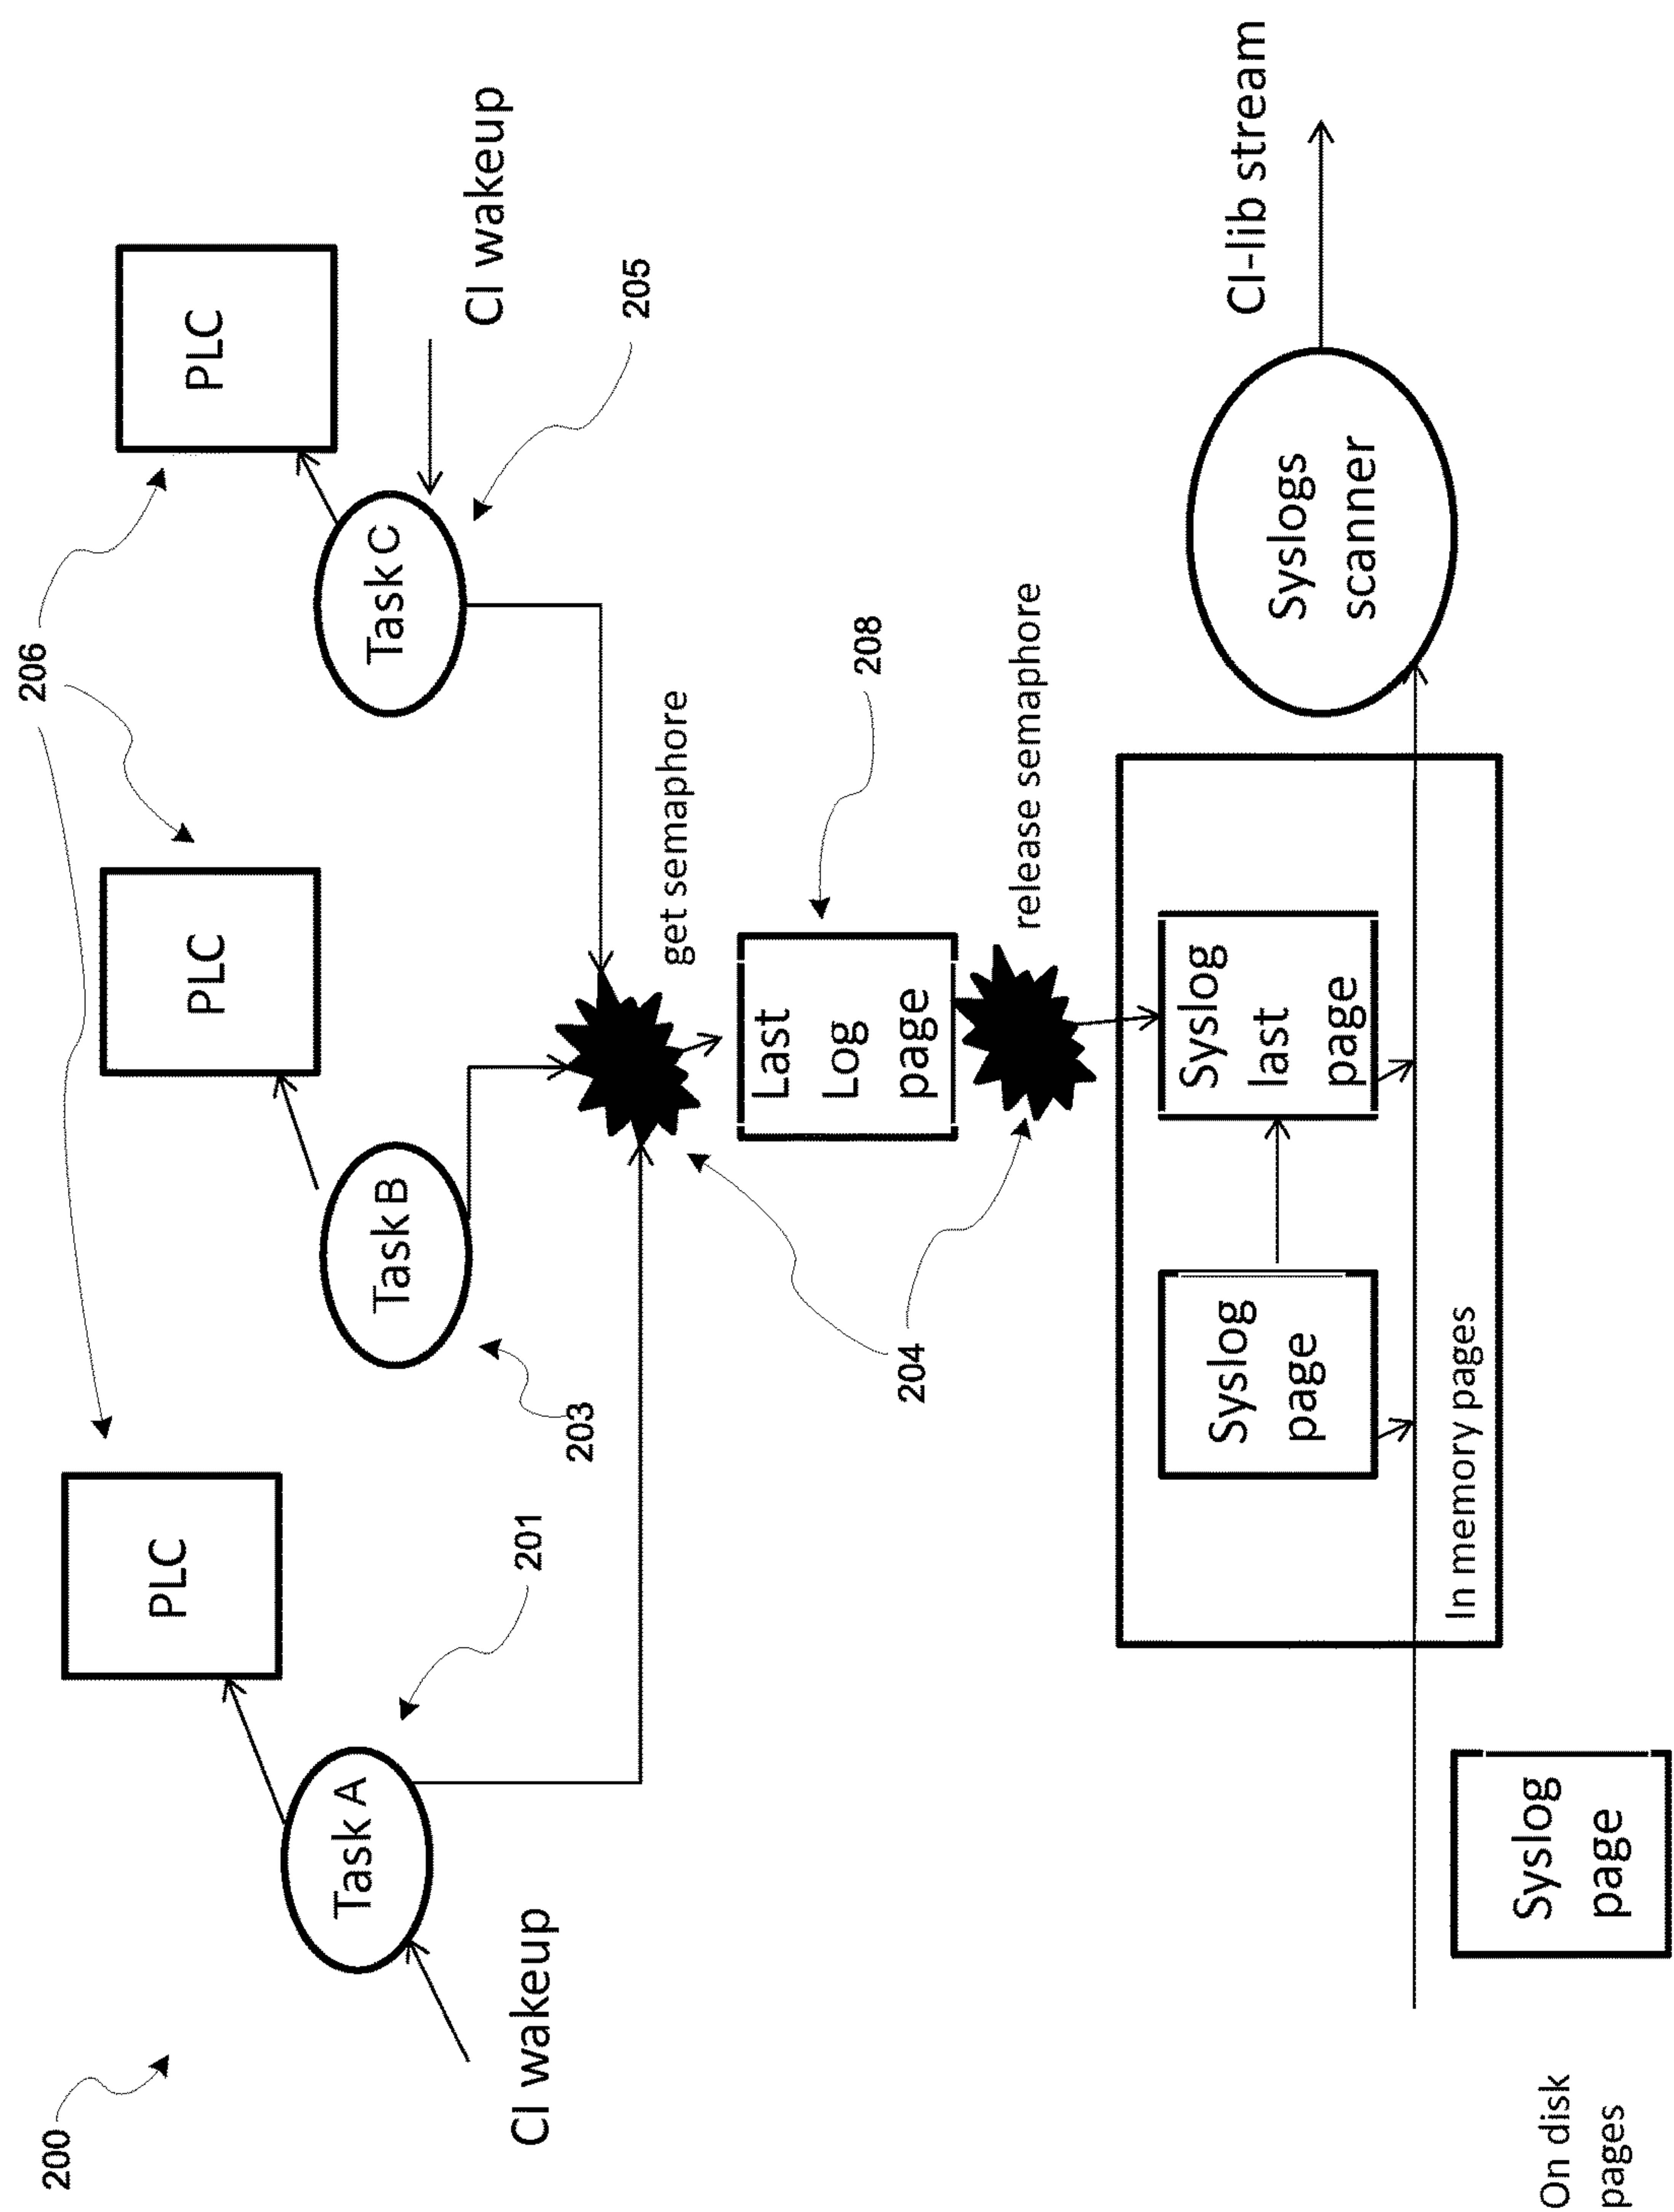 200
206
PLC
PLC
PLC
Task A
Task B
Task C
CI wakeup
CI wakeup
201
203
205
get semaphore
204
Last
Log
page
208
release semaphore
Syslog
page
Syslog
last
page
In memory pages
Syslogs
scanner
CI-lib stream
On disk
pages
Syslog
page